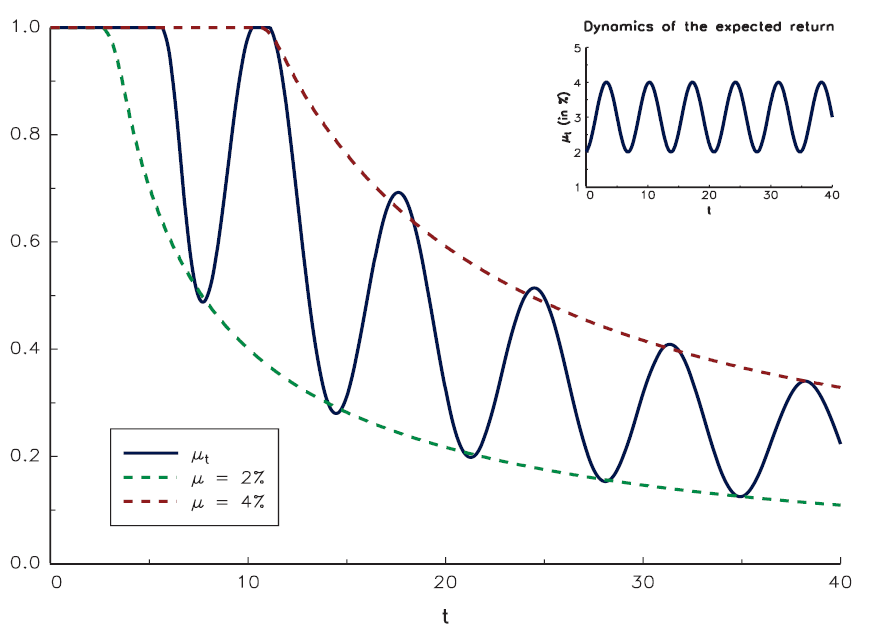 Dynamics of the expected return
μt (in %)
5
4
3
2
1
0 10 20 30 40
t
1.0
0.8
0.6
0.4
0.2
0.0
μt
μ = 2%
μ = 4%
0 10 20 30 40
t